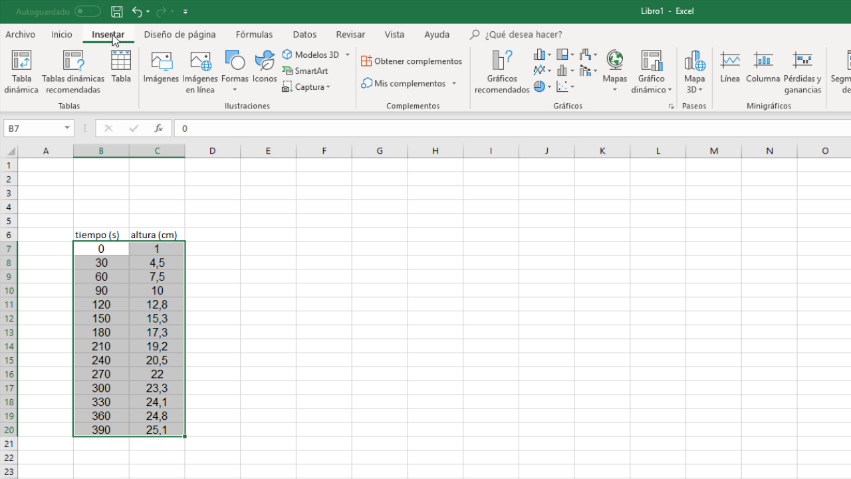 Autoguardado
Libro1 - Excel
Archivo Inicio Insertar Diseño de página Fórmulas Datos Revisar Vista Ayuda ¿Qué desea hacer?
Tabla dinámica
Tablas dinámicas recomendadas
Tabla
Tablas
Imágenes
Imágenes en línea
Formas
Iconos
Modelos 3D
SmartArt
Captura
Ilustraciones
Obtener complementos
Mis complementos
Complementos
Gráficos recomendados
Mapas
Gráfico dinámico
Gráficos
Mapa 3D
Paseos
Línea
Columna
Pérdidas y ganancias
Minigráficos
B7 fx 0
A B C D E F G H I J K L M N O
1
2
3
4
5
6 tiempo (s) altura (cm)
7 0 1
8 30 4,5
9 60 7,5
10 90 10
11 120 12,8
12 150 15,3
13 180 17,3
14 210 19,2
15 240 20,5
16 270 22
17 300 23,3
18 330 24,1
19 360 24,8
20 390 25,1
21
22
23